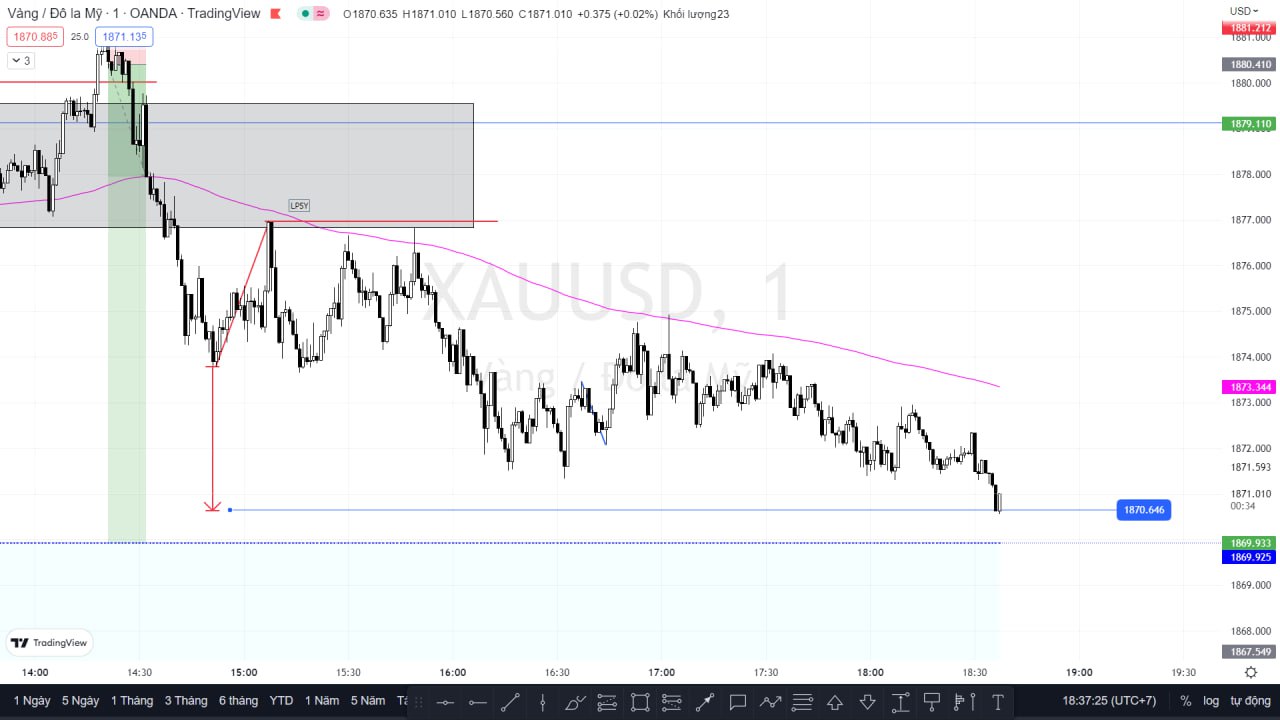 Vàng / Đô la Mỹ · 1 · OANDA · TradingView O1870.635 H1871.010 L1870.560 C1871.010 +0.375 (+0.02%) Khối lượng23
USD
1870.885 25.0 1871.135
3
1881.212
1881.000
1880.410
1880.000
1879.110
1878.000
1877.000
1876.000
1875.000
1874.000
1873.344
1873.000
1872.000
1871.593
1871.010
00:34
1869.933
1869.925
1869.000
1868.000
1867.549
LPSY
XAUUSD, 1
Vàng / Đô la Mỹ
1870.646
TradingView
14:00 14:30 15:00 15:30 16:00 16:30 17:00 17:30 18:00 18:30 19:00 19:30
1 Ngày 5 Ngày 1 Tháng 3 Tháng 6 tháng YTD 1 Năm 5 Năm 18:37:25 (UTC+7) % log tự động